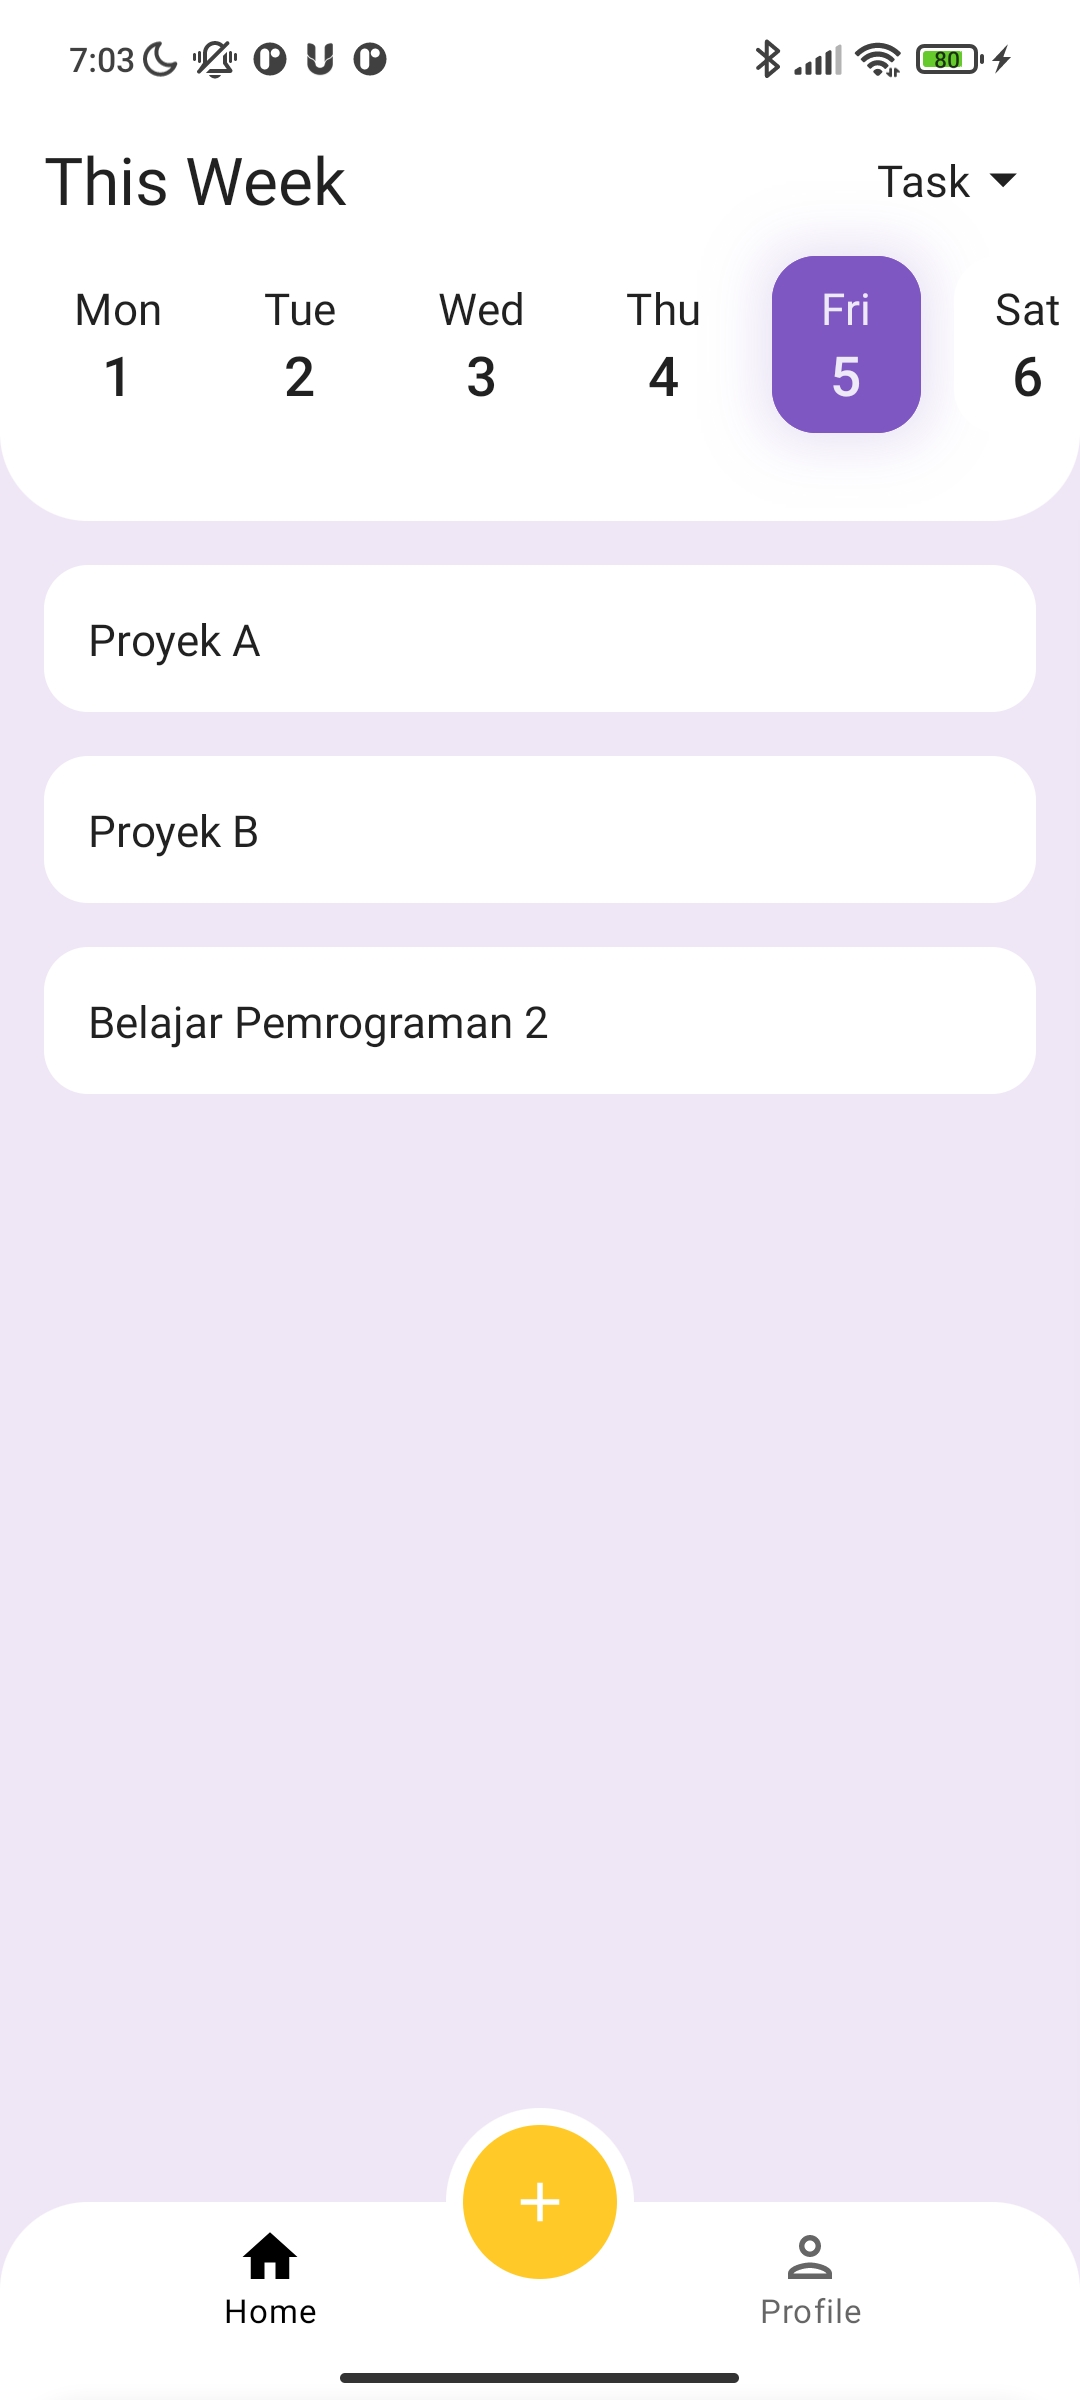 7:03
80
This Week
Task
Mon Tue Wed Thu Fri Sat
1 2 3 4 5 6
Proyek A
Proyek B
Belajar Pemrograman 2
Home
Profile